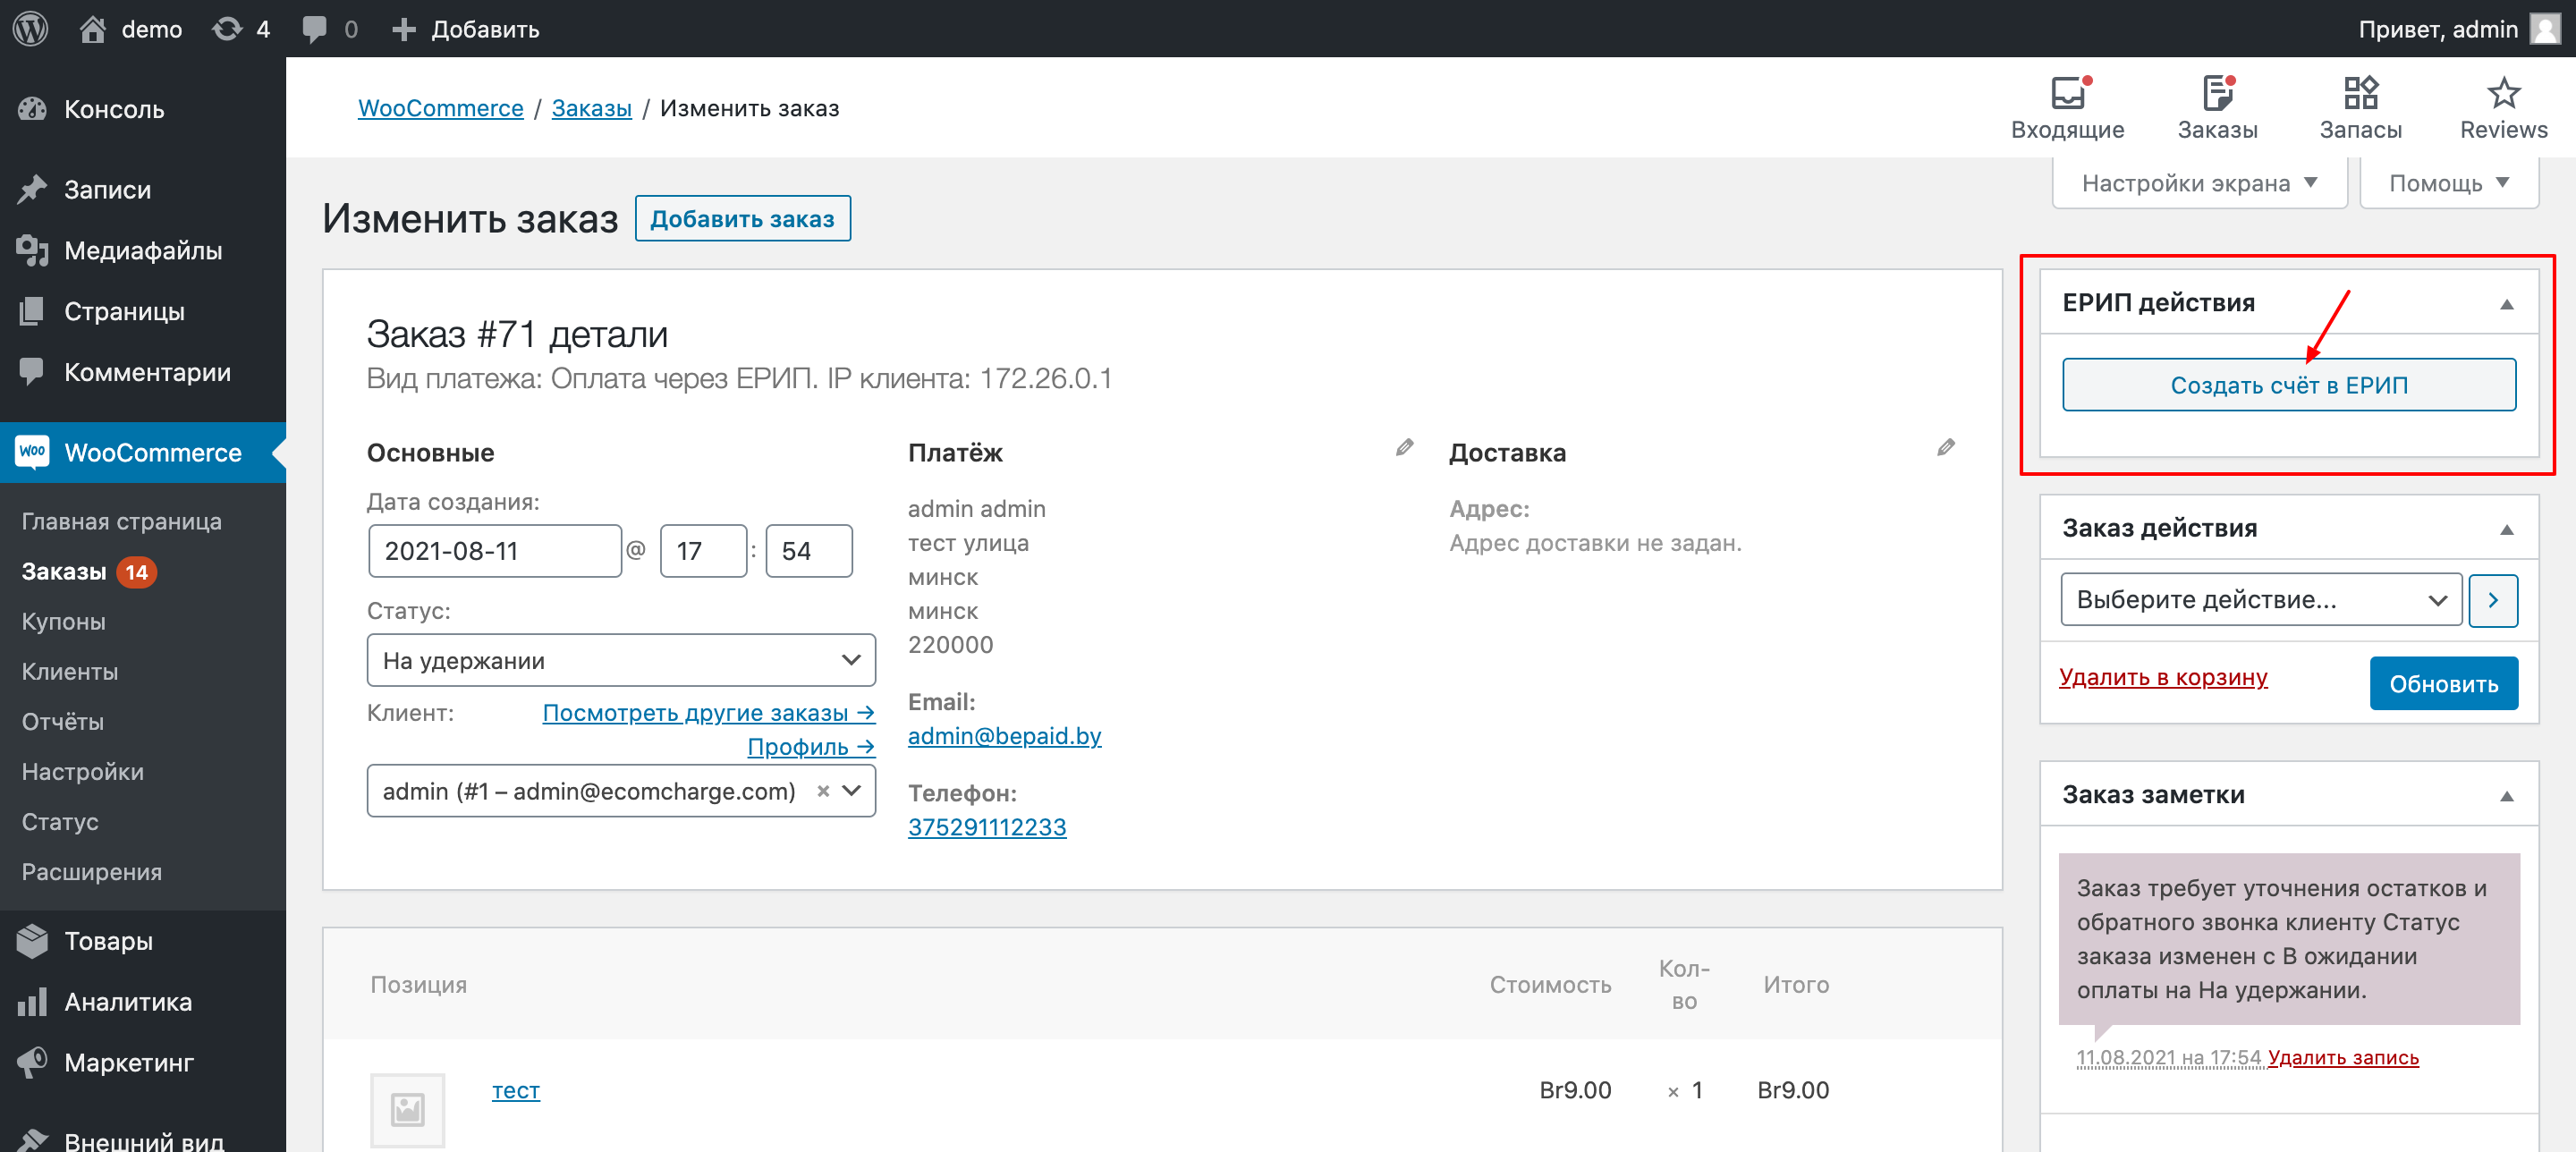 demo
4
0
Добавить
Привет, admin
Консоль
Записи
Медиафайлы
Страницы
Комментарии
Woo
WooCommerce
Главная страница
Заказы 14
Купоны
Клиенты
Отчёты
Настройки
Статус
Расширения
Товары
Аналитика
Маркетинг
Внешний вид
WooCommerce / Заказы / Изменить заказ
Входящие
Заказы
Запасы
Reviews
Настройки экрана
Помощь
Изменить заказ
Добавить заказ
Заказ #71 детали
Вид платежа: Оплата через ЕРИП. IP клиента: 172.26.0.1
Основные
Дата создания:
2021-08-11 @ 17 : 54
Статус:
На удержании
Клиент: Посмотреть другие заказы →
Профиль →
admin (#1 – admin@ecomcharge.com) ×
Платёж
admin admin
тест улица
минск
минск
220000
Email:
admin@bepaid.by
Телефон:
375291112233
Доставка
Адрес:
Адрес доставки не задан.
Позиция
Стоимость
Кол-
во
Итого
тест
Br9.00
× 1
Br9.00
ЕРИП действия
Создать счёт в ЕРИП
Заказ действия
Выберите действие...
Удалить в корзину
Обновить
Заказ заметки
Заказ требует уточнения остатков и
обратного звонка клиенту Статус
заказа изменен с В ожидании
оплаты на На удержании.
11.08.2021 на 17:54 Удалить запись